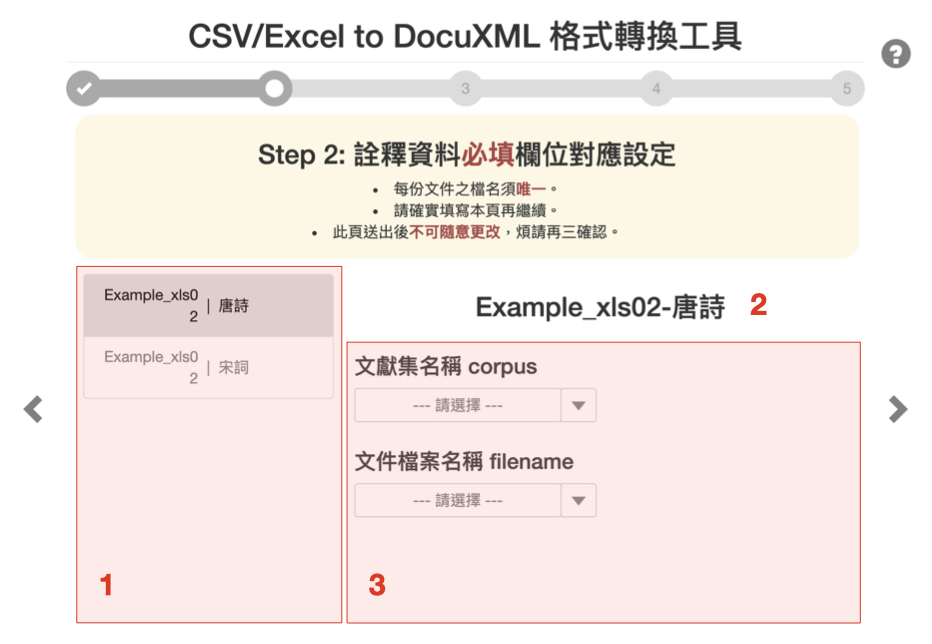 CSV/Excel to DocuXML 格式轉換工具
?
3
4
5
Step 2: 詮釋資料必填欄位對應設定
• 每份文件之檔名須唯一。
• 請確實填寫本頁再繼續。
• 此頁送出後不可隨意更改，煩請再三確認。
Example_xls0
2 | 唐詩
Example_xls0
2 | 宋詞
1
Example_xls02-唐詩 2
文獻集名稱 corpus
--- 請選擇 ---
文件檔案名稱 filename
--- 請選擇 ---
3